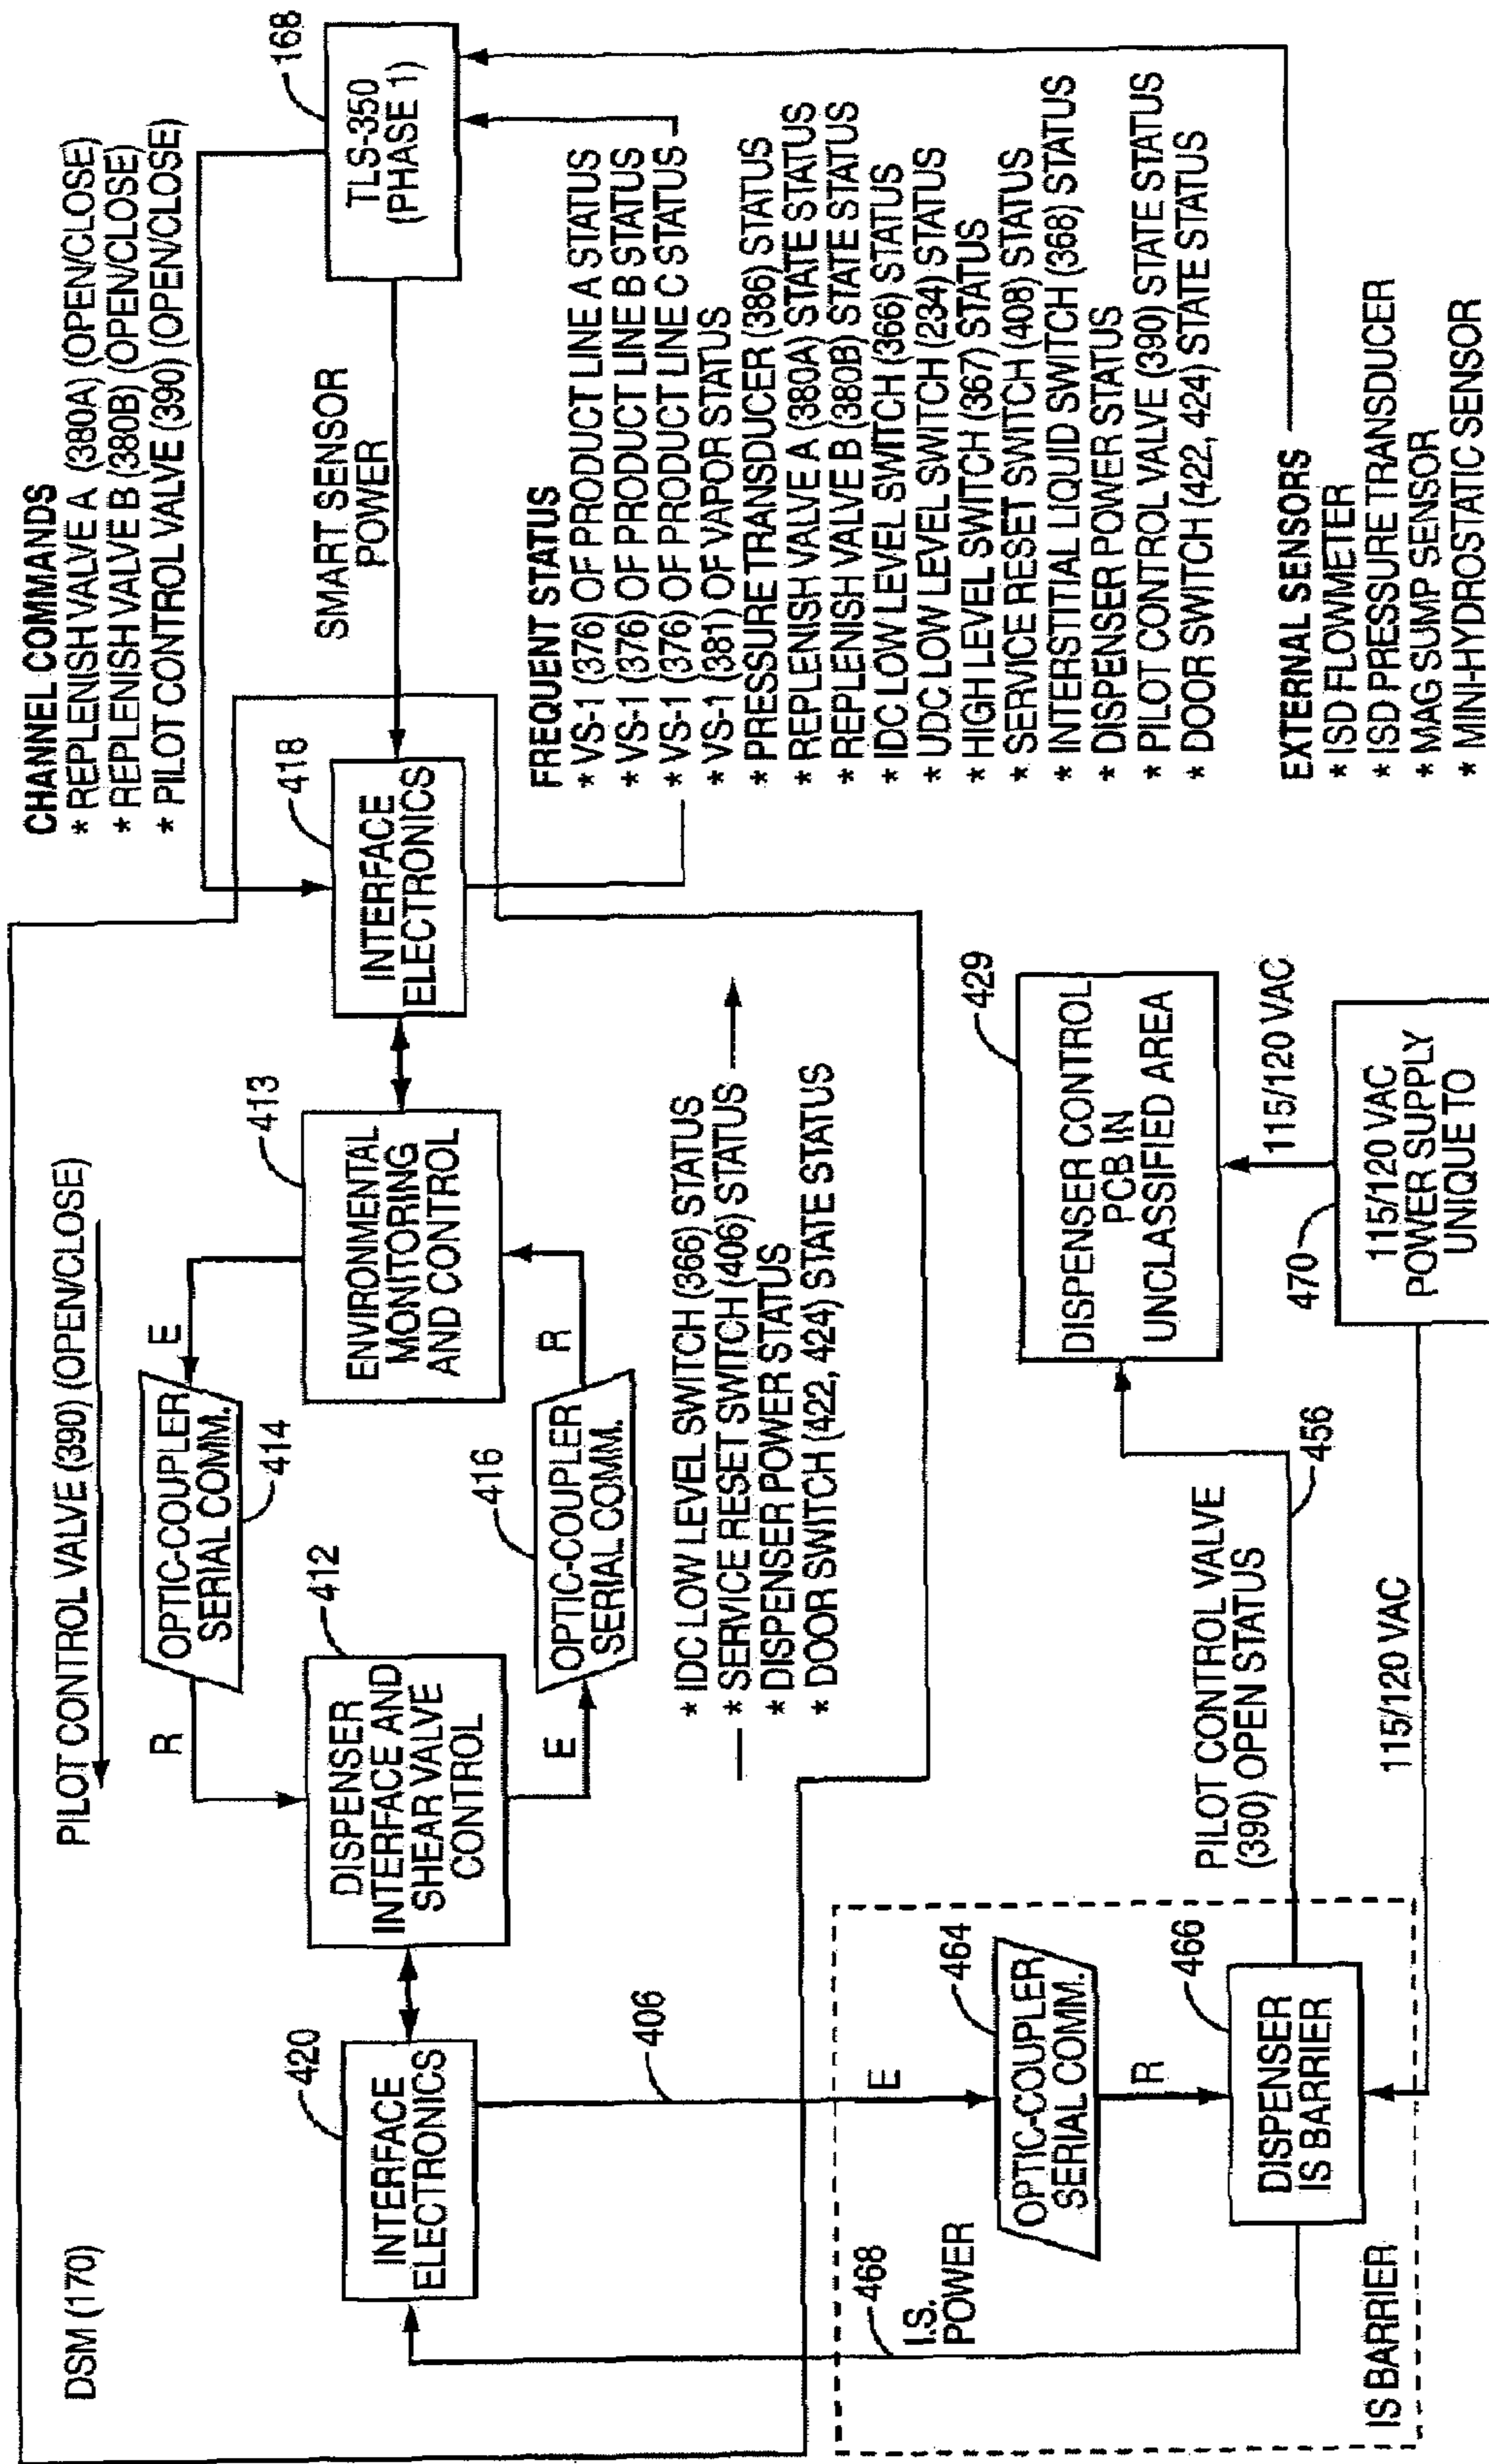 DSM (170)
PILOT CONTROL VALVE (390) (OPEN/CLOSE)
CHANNEL COMMANDS
* REPLENISH VALVE A (380A) (OPEN/CLOSE)
* REPLENISH VALVE B (380B) (OPEN/CLOSE)
* PILOT CONTROL VALVE (390) (OPEN/CLOSE)
R
OPTIC-COUPLER
SERIAL COMM.
414
E
420
INTERFACE
ELECTRONICS
412
DISPENSER
INTERFACE AND
SHEAR VALVE
CONTROL
413
ENVIRONMENTAL
MONITORING
AND CONTROL
418
INTERFACE
ELECTRONICS
SMART SENSOR
POWER
168
TLS-350
(PHASE 1)
E
416
OPTIC-COUPLER
SERIAL COMM.
R
406
* IDC LOW LEVEL SWITCH (366) STATUS
* SERVICE RESET SWITCH (406) STATUS
* DISPENSER POWER STATUS
* DOOR SWITCH (422, 424) STATE STATUS
FREQUENT STATUS
* VS-1 (376) OF PRODUCT LINE A STATUS
* VS-1 (376) OF PRODUCT LINE B STATUS
* VS-1 (376) OF PRODUCT LINE C STATUS
* VS-1 (381) OF VAPOR STATUS
* PRESSURE TRANSDUCER (386) STATUS
* REPLENISH VALVE A (380A) STATE STATUS
* REPLENISH VALVE B (380B) STATE STATUS
* IDC LOW LEVEL SWITCH (366) STATUS
* UDC LOW LEVEL SWITCH (234) STATUS
* HIGH LEVEL SWITCH (367) STATUS
* SERVICE RESET SWITCH (408) STATUS
* INTERSTITIAL LIQUID SWITCH (368) STATUS
* DISPENSER POWER STATUS
* PILOT CONTROL VALVE (390) STATE STATUS
* DOOR SWITCH (422, 424) STATE STATUS
468
I.S.
POWER
E
464
OPTIC-COUPLER
SERIAL COMM.
R
466
DISPENSER
IS BARRIER
IS BARRIER
PILOT CONTROL VALVE
(390) OPEN STATUS
456
429
DISPENSER CONTROL
PCB IN
UNCLASSIFIED AREA
115/120 VAC
115/120 VAC
470
115/120 VAC
POWER SUPPLY
UNIQUE TO
EXTERNAL SENSORS
* ISD FLOWMETER
* ISD PRESSURE TRANSDUCER
* MAG SUMP SENSOR
* MINI-HYDROSTATIC SENSOR